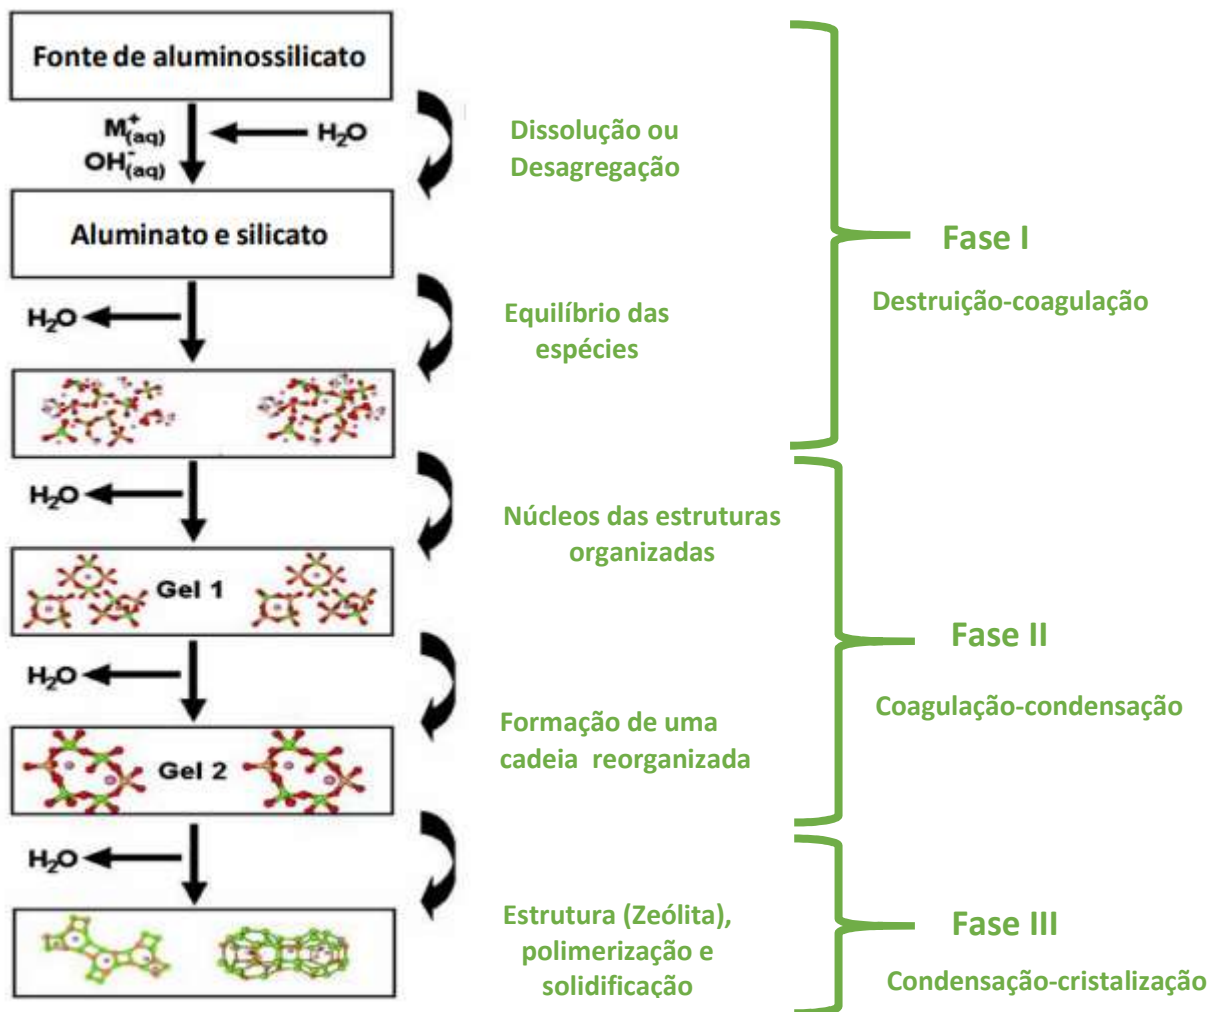 Fonte de aluminossilicato
M+(aq)
OH-(aq)
H2O
Dissolução ou
Desagregação
Aluminato e silicato
Fase I
Destruição-coagulação
H2O
Equilíbrio das
espécies
H2O
Núcleos das estruturas
organizadas
Gel 1
Fase II
Coagulação-condensação
H2O
Formação de uma
cadeia reorganizada
Gel 2
H2O
Estrutura (Zeólita),
polimerização e
solidificação
Fase III
Condensação-cristalização